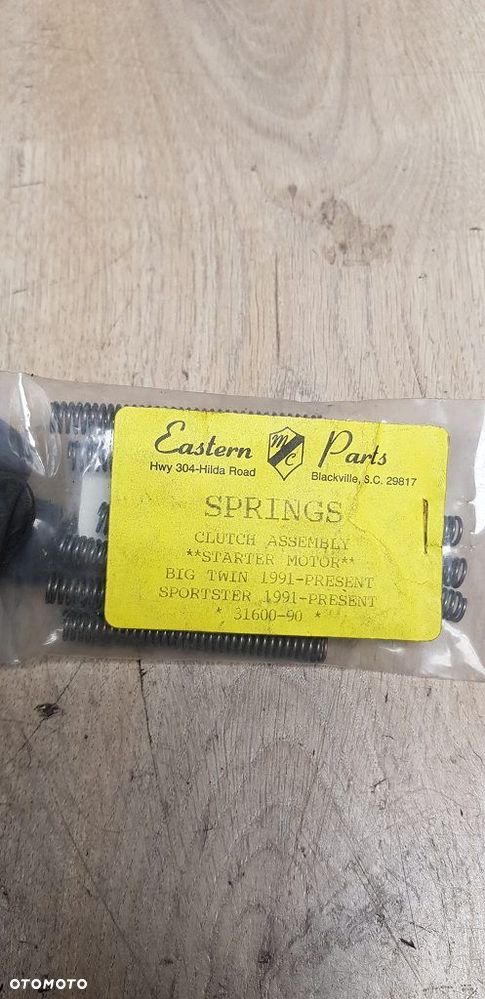 Eastern MC Parts
Hwy 304-Hilda Road Blackville, S.C. 29817
SPRINGS
CLUTCH ASSEMBLY
**STARTER MOTOR**
BIG TWIN 1991-PRESENT
SPORTSTER 1991-PRESENT
* 31600-90 *
OTOMOTO